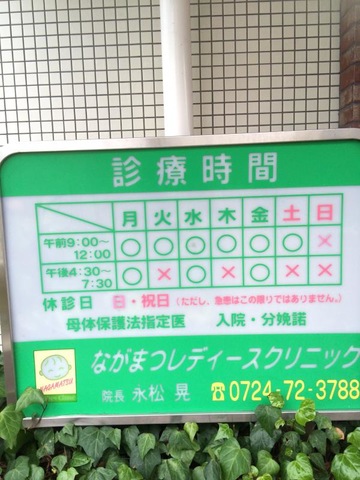 診療時間
月 火 水 木 金 土 日
午前9:00〜12:00 ○ ○ ○ ○ ○ ○ ×
午後4:30〜7:30 ○ × ○ × ○ × ×
休診日 日・祝日(ただし、急患はこの限りではありません。)
母体保護法指定医 入院・分娩諾
ながまつレディースクリニック
NAGAMATSU
院長 永松 晃 ☎0724-72-3788